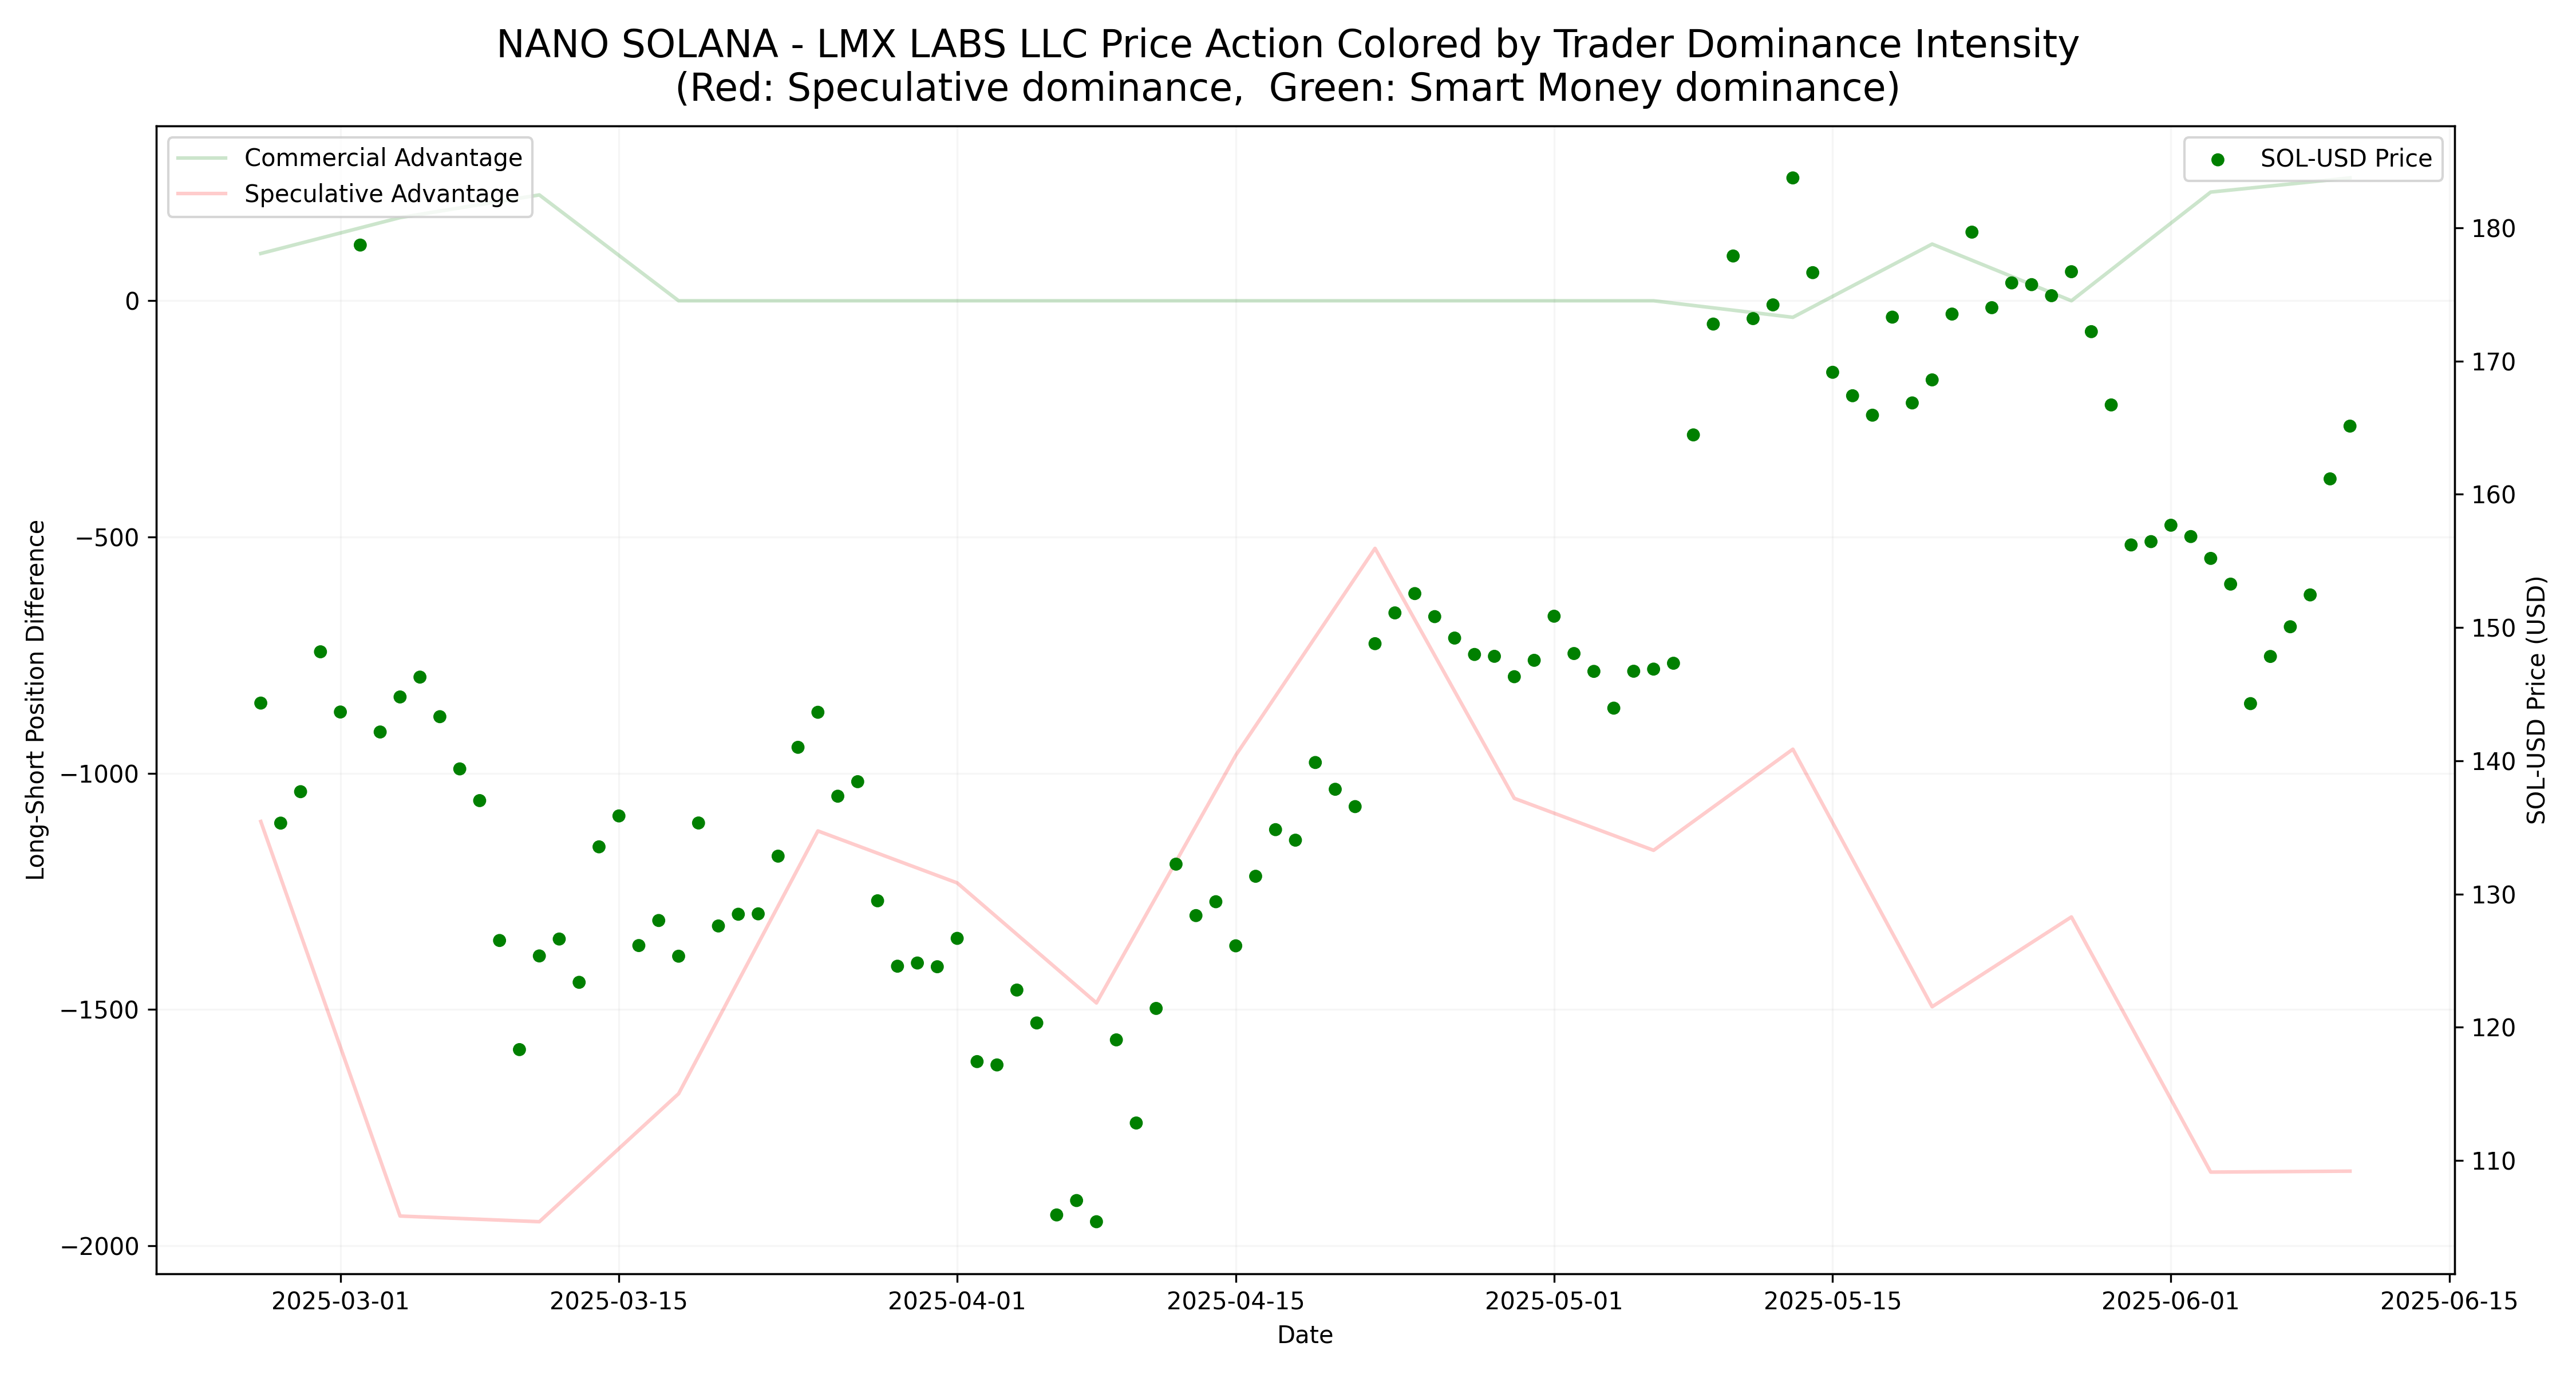 NANO SOLANA - LMX LABS LLC Price Action Colored by Trader Dominance Intensity
(Red: Speculative dominance,  Green: Smart Money dominance)
Commercial Advantage
Speculative Advantage
SOL-USD Price
Long-Short Position Difference
0
−500
−1000
−1500
−2000
180
170
160
150
140
130
120
110
SOL-USD Price (USD)
2025-03-01
2025-03-15
2025-04-01
2025-04-15
2025-05-01
2025-05-15
2025-06-01
2025-06-15
Date